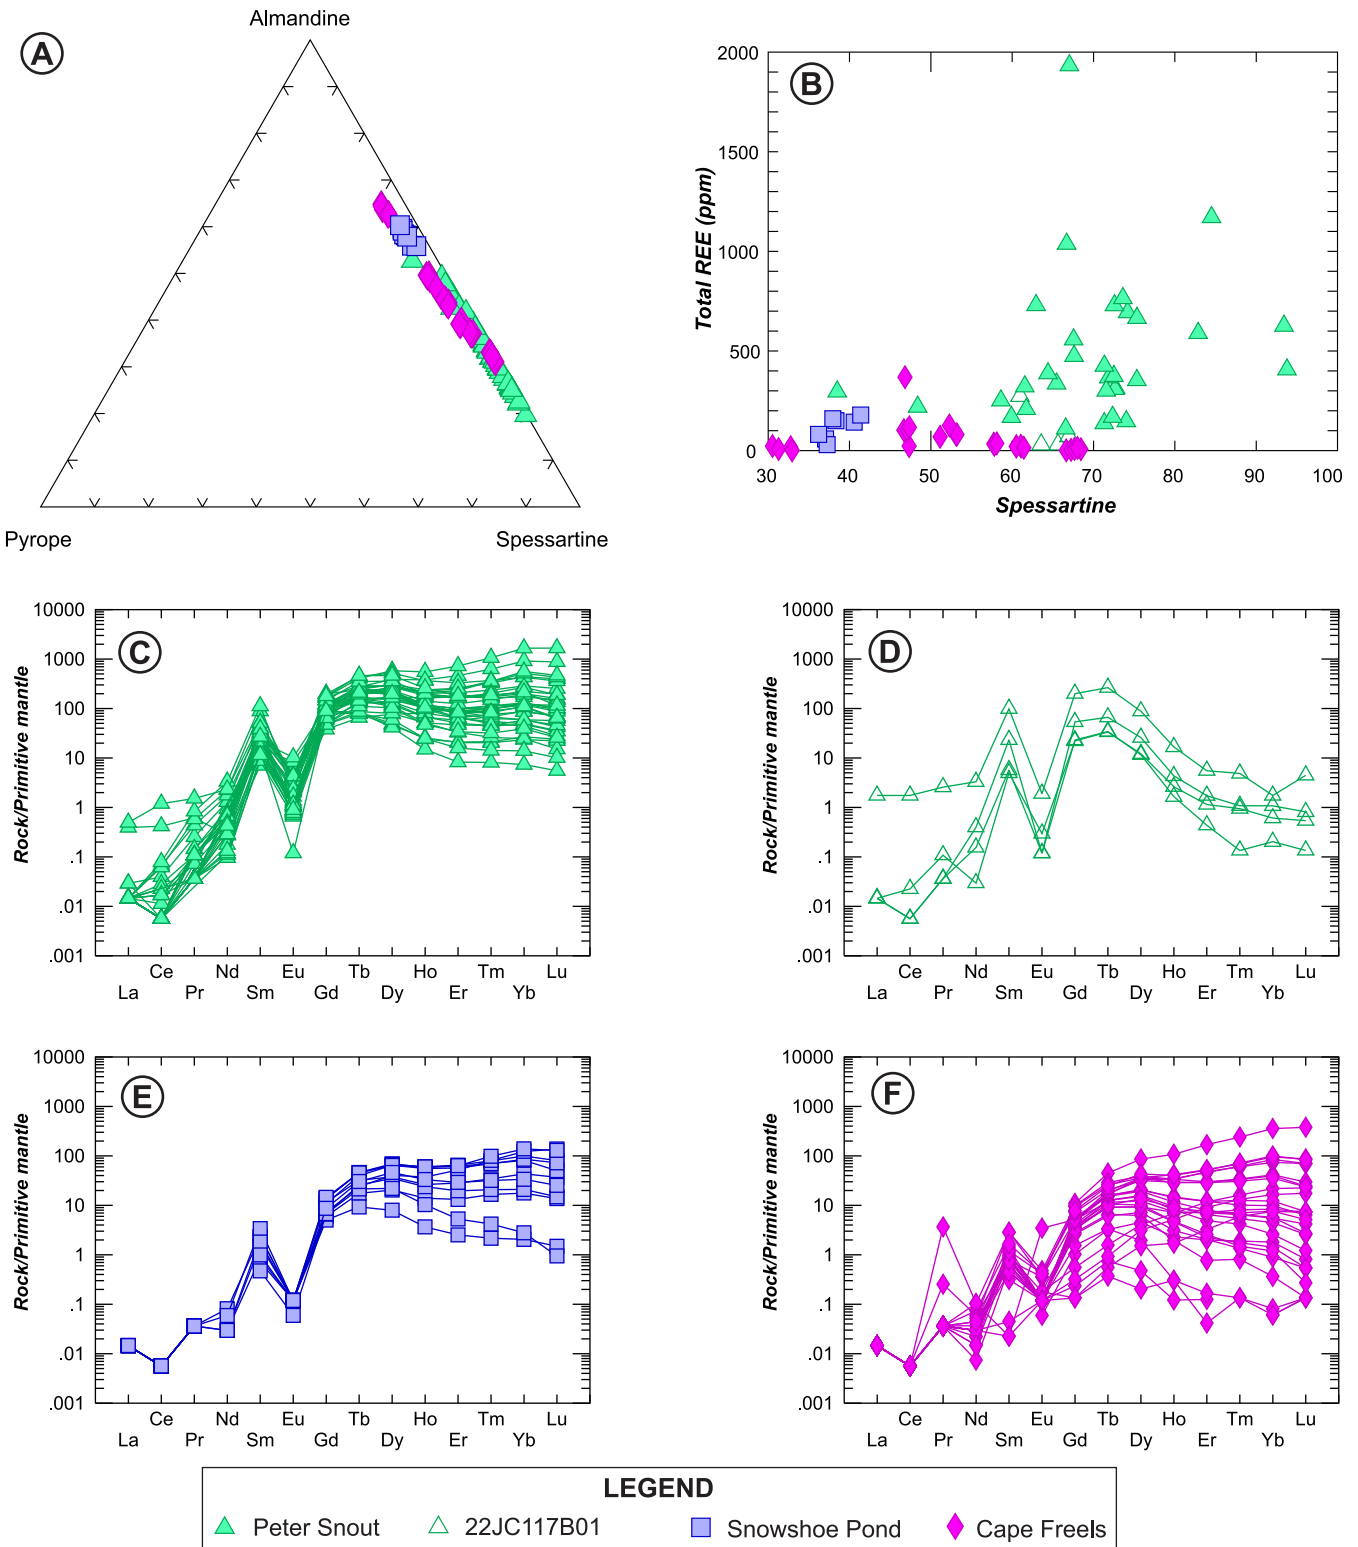 A
Almandine
Pyrope
Spessartine
B
2000
1500
1000
500
0
Total REE (ppm)
30 40 50 60 70 80 90 100
Spessartine
C
10000
1000
100
10
1
.1
.01
.001
Rock/Primitive mantle
Ce Nd Eu Tb Ho Tm Lu
La Pr Sm Gd Dy Er Yb
D
10000
1000
100
10
1
.1
.01
.001
Rock/Primitive mantle
Ce Nd Eu Tb Ho Tm Lu
La Pr Sm Gd Dy Er Yb
E
10000
1000
100
10
1
.1
.01
.001
Rock/Primitive mantle
Ce Nd Eu Tb Ho Tm Lu
La Pr Sm Gd Dy Er Yb
F
10000
1000
100
10
1
.1
.01
.001
Rock/Primitive mantle
Ce Nd Eu Tb Ho Tm Lu
La Pr Sm Gd Dy Er Yb
LEGEND
Peter Snout 22JC117B01 Snowshoe Pond Cape Freels